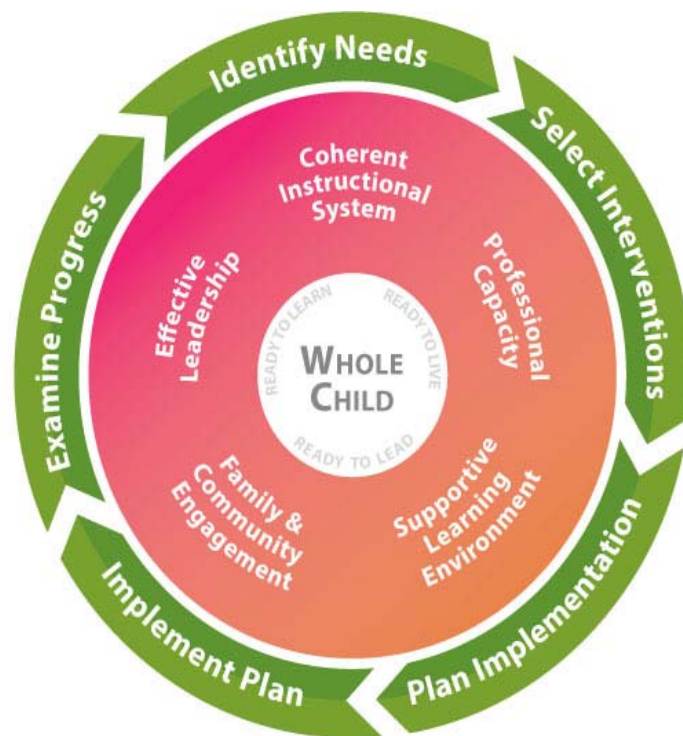 Identify Needs
Select Interventions
Plan Implementation
Implement Plan
Examine Progress
Coherent
Instructional
System
Professional
Capacity
Supportive
Learning
Environment
Family &
Community
Engagement
Effective
Leadership
READY TO LEARN
READY TO LIVE
READY TO LEAD
WHOLE
CHILD